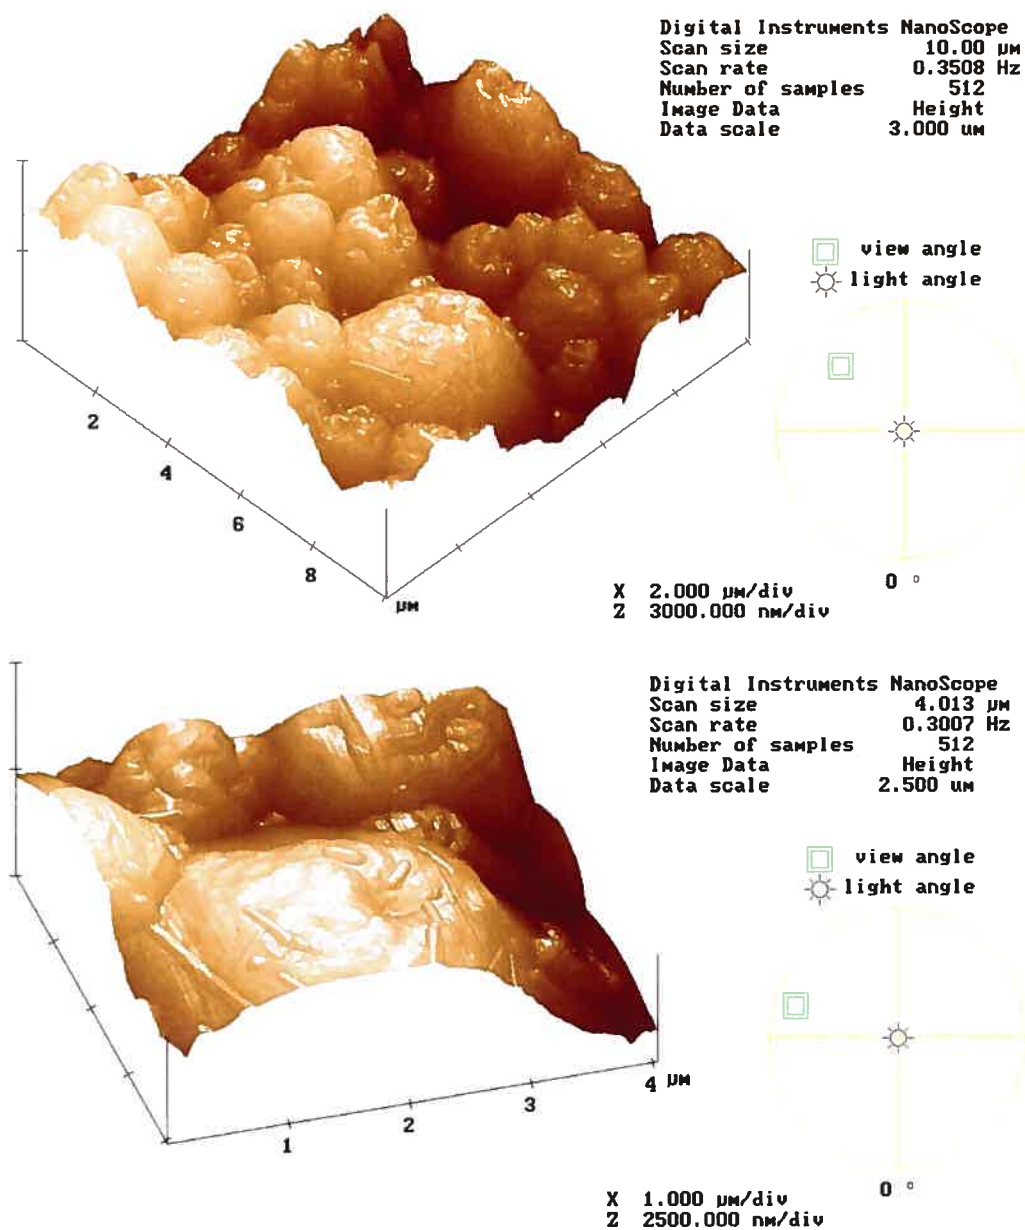 Digital Instruments NanoScope
Scan size 10.00 µm
Scan rate 0.3508 Hz
Number of samples 512
Image Data Height
Data scale 3.000 um
view angle
light angle
2
4
6
8
µm
0 °
X 2.000 µm/div
Z 3000.000 nm/div
Digital Instruments NanoScope
Scan size 4.013 µm
Scan rate 0.3007 Hz
Number of samples 512
Image Data Height
Data scale 2.500 um
view angle
light angle
1
2
3
4 µm
0 °
X 1.000 µm/div
Z 2500.000 nm/div